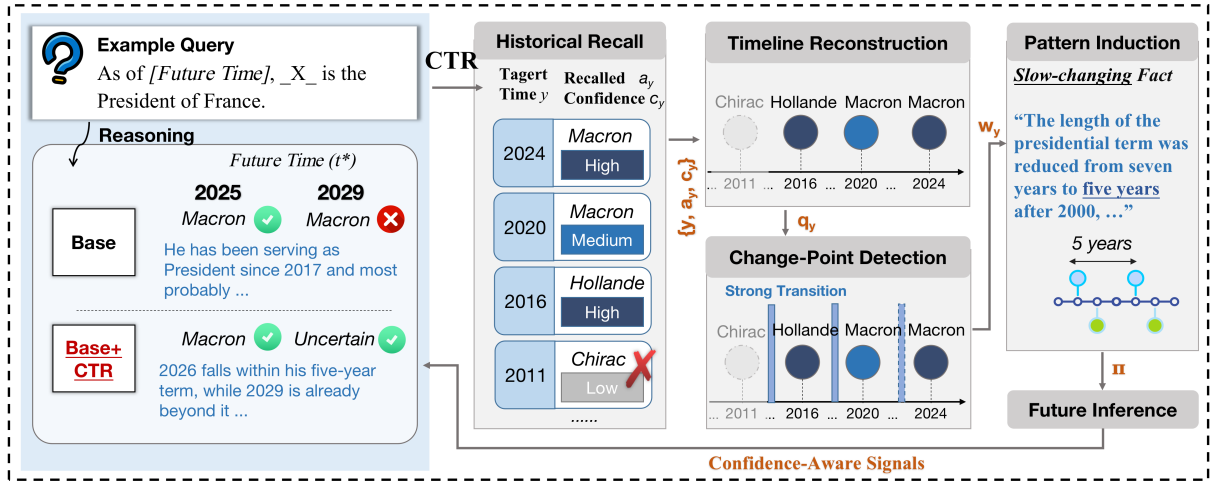 Example Query
As of [Future Time], _X_ is the
President of France.
Reasoning
Future Time (t*)
2025 2029
Base
Macron Macron
He has been serving as
President since 2017 and most
probably ...
Base+
CTR
Macron Uncertain
2026 falls within his five-year
term, while 2029 is already
beyond it ...
CTR
Historical Recall
Tagert
Time y
Recalled a_y
Confidence c_y
2024
Macron
High
2020
Macron
Medium
2016
Hollande
High
2011
Chirac
Low
......
{y, a_y, c_y}
Timeline Reconstruction
Chirac Hollande Macron Macron
... 2011 ... 2016 ... 2020 ... 2024
q_y
Change-Point Detection
Strong Transition
Chirac Hollande Macron Macron
... 2011 ... 2016 ... 2020 ... 2024
w_y
Pattern Induction
Slow-changing Fact
“The length of the
presidential term was
reduced from seven
years to five years
after 2000, …”
5 years
π
Future Inference
Confidence-Aware Signals